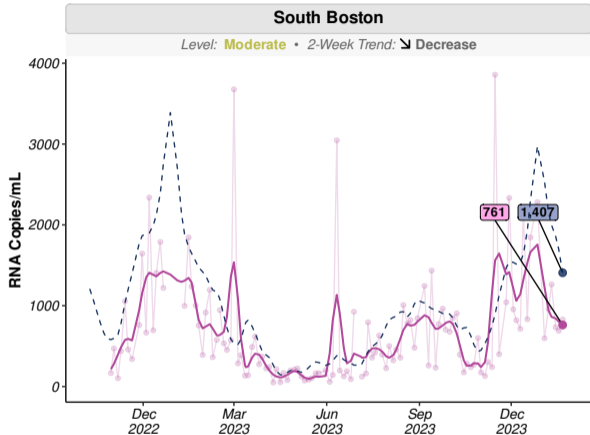 South Boston
Level: Moderate • 2-Week Trend: ↘ Decrease
RNA Copies/mL
4000
3000
2000
1000
0
761
1,407
Dec 2022
Mar 2023
Jun 2023
Sep 2023
Dec 2023